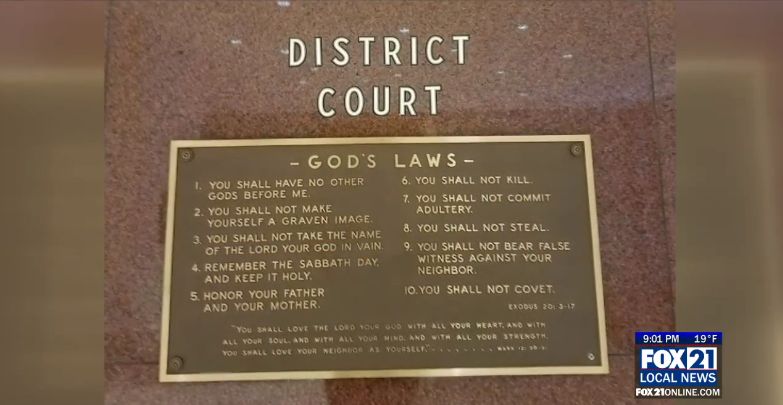 DISTRICT
COURT
- GOD'S LAWS -
1. YOU SHALL HAVE NO OTHER
GODS BEFORE ME.
2. YOU SHALL NOT MAKE
YOURSELF A GRAVEN IMAGE.
3. YOU SHALL NOT TAKE THE NAME
OF THE LORD YOUR GOD IN VAIN.
4. REMEMBER THE SABBATH DAY,
AND KEEP IT HOLY.
5. HONOR YOUR FATHER
AND YOUR MOTHER.
6. YOU SHALL NOT KILL.
7. YOU SHALL NOT COMMIT
ADULTERY.
8. YOU SHALL NOT STEAL.
9. YOU SHALL NOT BEAR FALSE
WITNESS AGAINST YOUR
NEIGHBOR.
10. YOU SHALL NOT COVET.
EXODUS 20: 3-17
"YOU SHALL LOVE THE LORD YOUR GOD WITH ALL YOUR HEART, AND WITH
ALL YOUR SOUL, AND WITH ALL YOUR MIND, AND WITH ALL YOUR STRENGTH.
YOU SHALL LOVE YOUR NEIGHBOR AS YOURSELF." . . . . . . . MARK 12:
9:01 PM 19°F
FOX 21
LOCAL NEWS
FOX21ONLINE.COM